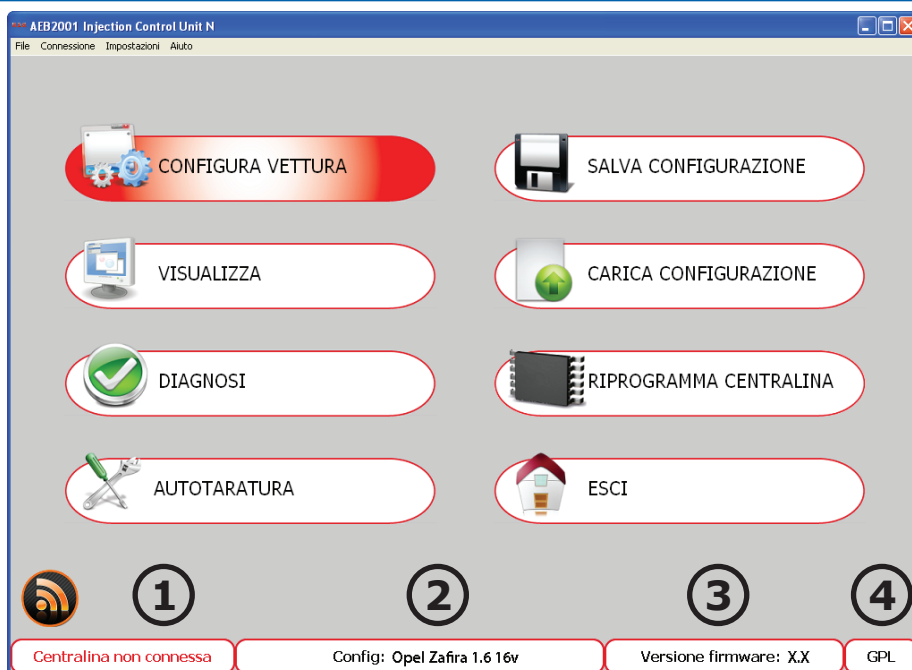 AEB2001 Injection Control Unit N
File Connessione Impostazioni Aiuto
CONFIGURA VETTURA
SALVA CONFIGURAZIONE
VISUALIZZA
CARICA CONFIGURAZIONE
DIAGNOSI
RIPROGRAMMA CENTRALINA
AUTOTARATURA
ESCI
1 2 3 4
Centralina non connessa Config: Opel Zafira 1.6 16v Versione firmware: X.X GPL